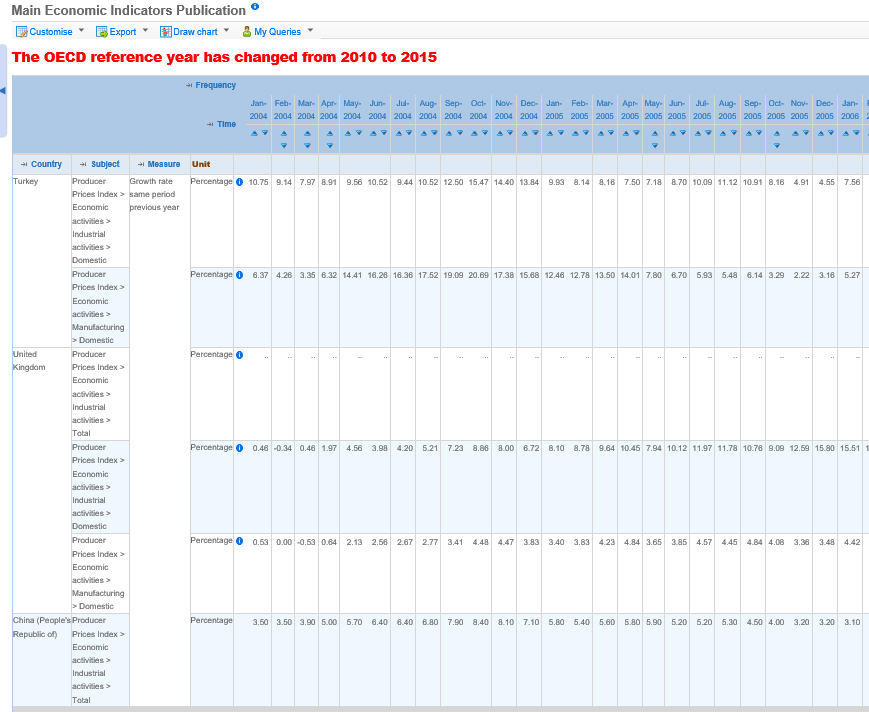 Main Economic Indicators Publication
Customise Export Draw chart My Queries
The OECD reference year has changed from 2010 to 2015
Frequency
Time
Jan- Feb- Mar- Apr- May- Jun- Jul- Aug- Sep- Oct- Nov- Dec- Jan- Feb- Mar- Apr- May- Jun- Jul- Aug- Sep- Oct- Nov- Dec- Jan-
2004 2004 2004 2004 2004 2004 2004 2004 2004 2004 2004 2004 2005 2005 2005 2005 2005 2005 2005 2005 2005 2005 2005 2005 2006
Country Subject Measure Unit
Turkey Producer Growth rate Percentage 10.75 9.14 7.97 8.91 9.56 10.52 9.44 10.52 12.50 15.47 14.40 13.84 9.93 8.14 8.16 7.50 7.18 8.70 10.09 11.12 10.91 8.16 4.91 4.55 7.56
Prices Index > same period
Economic previous year
activities >
Industrial
activities >
Domestic
Producer Percentage 6.37 4.26 3.35 6.32 14.41 16.26 16.36 17.52 19.09 20.69 17.38 15.68 12.46 12.78 13.50 14.01 7.80 6.70 5.93 5.48 6.14 3.29 2.22 3.16 5.27
Prices Index >
Economic
activities >
Manufacturing
> Domestic
United Producer Percentage .. .. .. .. .. .. .. .. .. .. .. .. .. .. .. .. .. .. .. .. .. .. .. .. ..
Kingdom Prices Index >
Economic
activities >
Industrial
activities >
Total
Producer Percentage 0.46 -0.34 0.46 1.97 4.56 3.98 4.20 5.21 7.23 8.86 8.00 6.72 8.10 8.78 9.64 10.45 7.94 10.12 11.97 11.78 10.76 9.09 12.59 15.80 15.51
Prices Index >
Economic
activities >
Industrial
activities >
Domestic
Producer Percentage 0.53 0.00 -0.53 0.64 2.13 2.56 2.67 2.77 3.41 4.48 4.47 3.83 3.40 3.83 4.23 4.84 3.65 3.85 4.57 4.45 4.84 4.08 3.36 3.48 4.42
Prices Index >
Economic
activities >
Manufacturing
> Domestic
China (People's Producer Percentage 3.50 3.50 3.90 5.00 5.70 6.40 6.40 6.80 7.90 8.40 8.10 7.10 5.80 5.40 5.60 5.80 5.90 5.20 5.20 5.30 4.50 4.00 3.20 3.20 3.10
Republic of) Prices Index >
Economic
activities >
Industrial
activities >
Total